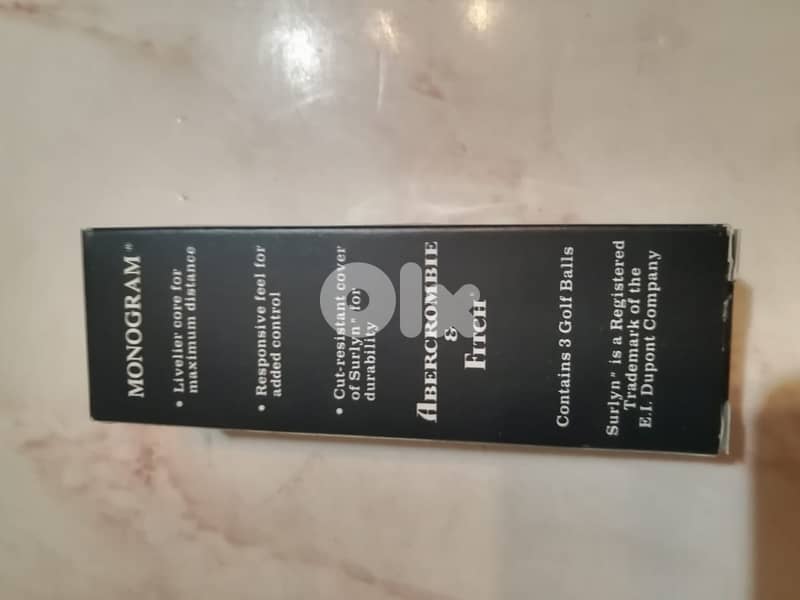 MONOGRAM®
• Livelier core for
maximum distance
• Responsive feel for
added control
• Cut-resistant cover
of Surlyn® for
durability
ABERCROMBIE
&
FITCH®
Contains 3 Golf Balls
Surlyn® is a Registered
Trademark of the
E.I. Dupont Company
olx